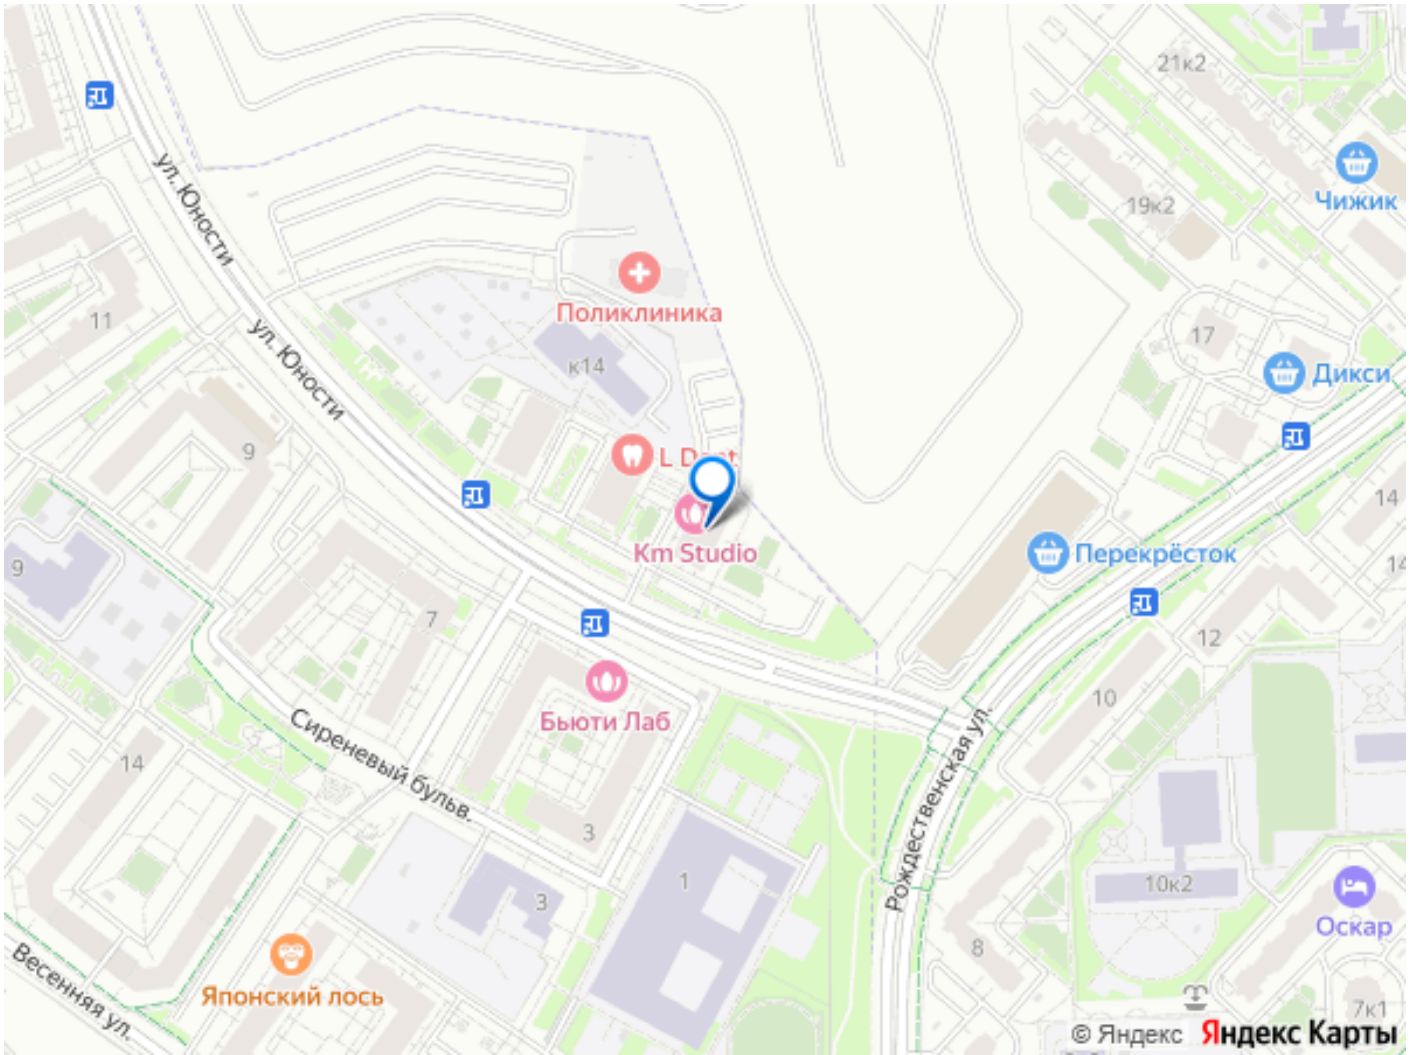 21к2
Чижик
19к2
ул. Юности
Поликлиника
11
17
ул. Юности
к14
Дикси
9
L Dent
14
Km Studio
Перекрёсток
14
9
7
12
Бьюти Лаб
10
Сиреневый бульв.
Рождественская ул.
14
3
1
10к2
3
Оскар
8
Весенняя ул.
Японский лось
7к1
© Яндекс Яндекс Карты